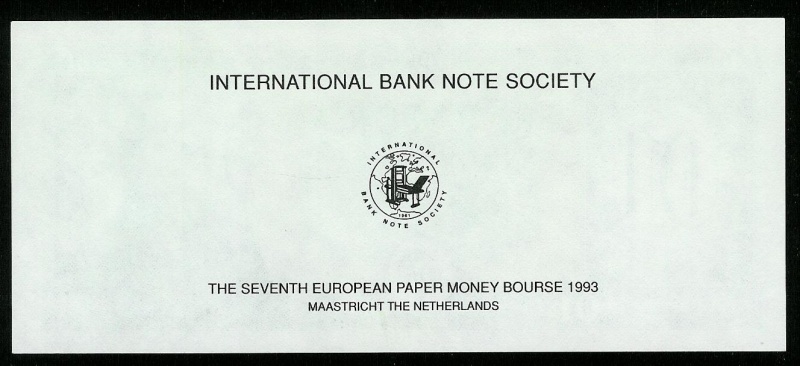 INTERNATIONAL BANK NOTE SOCIETY
INTERNATIONAL
1961
BANK NOTE SOCIETY
THE SEVENTH EUROPEAN PAPER MONEY BOURSE 1993
MAASTRICHT THE NETHERLANDS